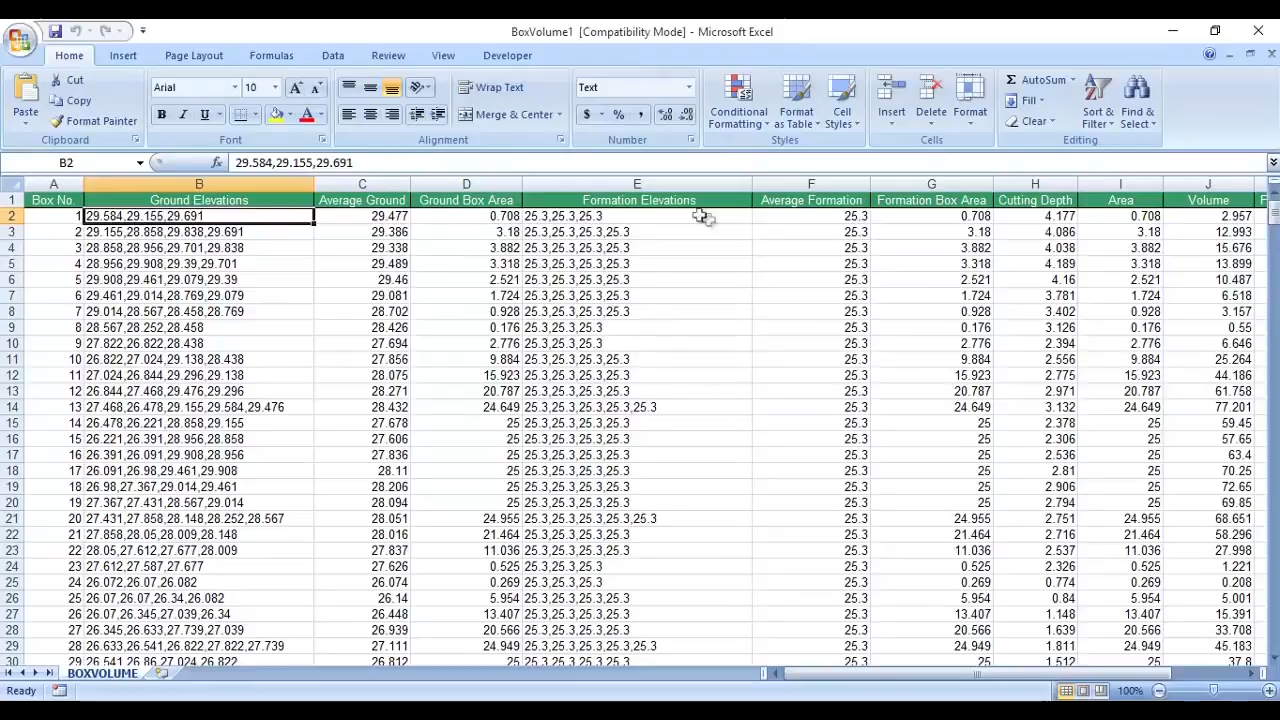 BoxVolume1 [Compatibility Mode] - Microsoft Excel
Home Insert Page Layout Formulas Data Review View Developer
Paste Cut Copy Format Painter Clipboard
Arial 10 B I U A A A Font
Wrap Text Merge & Center Alignment
Text $ % , Number
Conditional Formatting Format as Table Cell Styles Styles
Insert Delete Format Cells
AutoSum Fill Clear Sort & Filter Find & Select Editing
B2 fx 29.584,29.155,29.691
A B C D E F G H I J
1 Box No. Ground Elevations Average Ground Ground Box Area Formation Elevations Average Formation Formation Box Area Cutting Depth Area Volume F
2 1 29.584,29.155,29.691 29.477 0.708 25.3,25.3,25.3 25.3 0.708 4.177 0.708 2.957
3 2 29.155,28.858,29.838,29.691 29.386 3.18 25.3,25.3,25.3,25.3 25.3 3.18 4.086 3.18 12.993
4 3 28.858,28.956,29.701,29.838 29.338 3.882 25.3,25.3,25.3,25.3 25.3 3.882 4.038 3.882 15.676
5 4 28.956,29.908,29.39,29.701 29.489 3.318 25.3,25.3,25.3,25.3 25.3 3.318 4.189 3.318 13.899
6 5 29.908,29.461,29.079,29.39 29.46 2.521 25.3,25.3,25.3,25.3 25.3 2.521 4.16 2.521 10.487
7 6 29.461,29.014,28.769,29.079 29.081 1.724 25.3,25.3,25.3,25.3 25.3 1.724 3.781 1.724 6.518
8 7 29.014,28.567,28.458,28.769 28.702 0.928 25.3,25.3,25.3,25.3 25.3 0.928 3.402 0.928 3.157
9 8 28.567,28.252,28.458 28.426 0.176 25.3,25.3,25.3 25.3 0.176 3.126 0.176 0.55
10 9 27.822,26.822,28.438 27.694 2.776 25.3,25.3,25.3 25.3 2.776 2.394 2.776 6.646
11 10 26.822,27.024,29.138,28.438 27.856 9.884 25.3,25.3,25.3,25.3 25.3 9.884 2.556 9.884 25.264
12 11 27.024,26.844,29.296,29.138 28.075 15.923 25.3,25.3,25.3,25.3 25.3 15.923 2.775 15.923 44.186
13 12 26.844,27.468,29.476,29.296 28.271 20.787 25.3,25.3,25.3,25.3 25.3 20.787 2.971 20.787 61.758
14 13 27.468,26.478,29.155,29.584,29.476 28.432 24.649 25.3,25.3,25.3,25.3,25.3 25.3 24.649 3.132 24.649 77.201
15 14 26.478,26.221,28.858,29.155 27.678 25 25.3,25.3,25.3,25.3 25.3 25 2.378 25 59.45
16 15 26.221,26.391,28.956,28.858 27.606 25 25.3,25.3,25.3,25.3 25.3 25 2.306 25 57.65
17 16 26.391,26.091,29.908,28.956 27.836 25 25.3,25.3,25.3,25.3 25.3 25 2.536 25 63.4
18 17 26.091,26.98,29.461,29.908 28.11 25 25.3,25.3,25.3,25.3 25.3 25 2.81 25 70.25
19 18 26.98,27.367,29.014,29.461 28.206 25 25.3,25.3,25.3,25.3 25.3 25 2.906 25 72.65
20 19 27.367,27.431,28.567,29.014 28.094 25 25.3,25.3,25.3,25.3 25.3 25 2.794 25 69.85
21 20 27.431,27.858,28.148,28.252,28.567 28.051 24.955 25.3,25.3,25.3,25.3,25.3 25.3 24.955 2.751 24.955 68.651
22 21 27.858,28.05,28.009,28.148 28.016 21.464 25.3,25.3,25.3,25.3 25.3 21.464 2.716 21.464 58.296
23 22 28.05,27.612,27.677,28.009 27.837 11.036 25.3,25.3,25.3,25.3 25.3 11.036 2.537 11.036 27.998
24 23 27.612,27.587,27.677 27.626 0.525 25.3,25.3,25.3 25.3 0.525 2.326 0.525 1.221
25 24 26.072,26.07,26.082 26.074 0.269 25.3,25.3,25.3 25.3 0.269 0.774 0.269 0.208
26 25 26.07,26.07,26.34,26.082 26.14 5.954 25.3,25.3,25.3,25.3 25.3 5.954 0.84 5.954 5.001
27 26 26.07,26.345,27.039,26.34 26.448 13.407 25.3,25.3,25.3,25.3 25.3 13.407 1.148 13.407 15.391
28 27 26.345,26.633,27.739,27.039 26.939 20.566 25.3,25.3,25.3,25.3 25.3 20.566 1.639 20.566 33.708
29 28 26.633,26.541,26.822,27.822,27.739 27.111 24.949 25.3,25.3,25.3,25.3,25.3 25.3 24.949 1.811 24.949 45.183
30 29 26.541,26.86,27.024,26.822 26.812 25 25.3,25.3,25.3,25.3 25.3 25 1.512 25 37.8
BOXVOLUME
Ready 100%